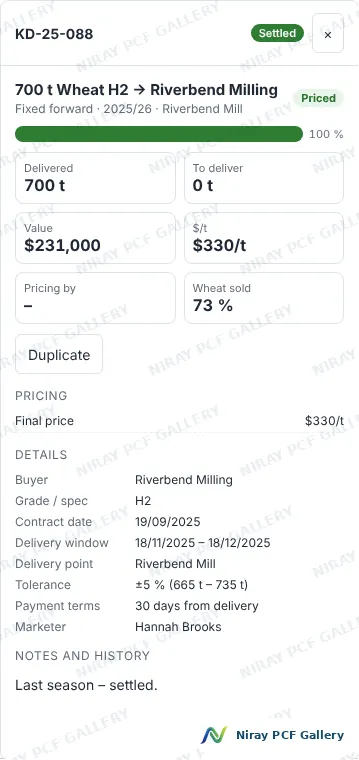 KD-25-088
Settled
×
700 t Wheat H2 → Riverbend Milling
Fixed forward · 2025/26 · Riverbend Mill
Priced
100 %
Delivered
700 t
To deliver
0 t
Value
$231,000
$/t
$330/t
Pricing by
–
Wheat sold
73 %
Duplicate
PRICING
Final price $330/t
DETAILS
Buyer Riverbend Milling
Grade / spec H2
Contract date 19/09/2025
Delivery window 18/11/2025 – 18/12/2025
Delivery point Riverbend Mill
Tolerance ±5 % (665 t – 735 t)
Payment terms 30 days from delivery
Marketer Hannah Brooks
NOTES AND HISTORY
Last season – settled.
Niray PCF Gallery
NIRAY PCF GALLERY